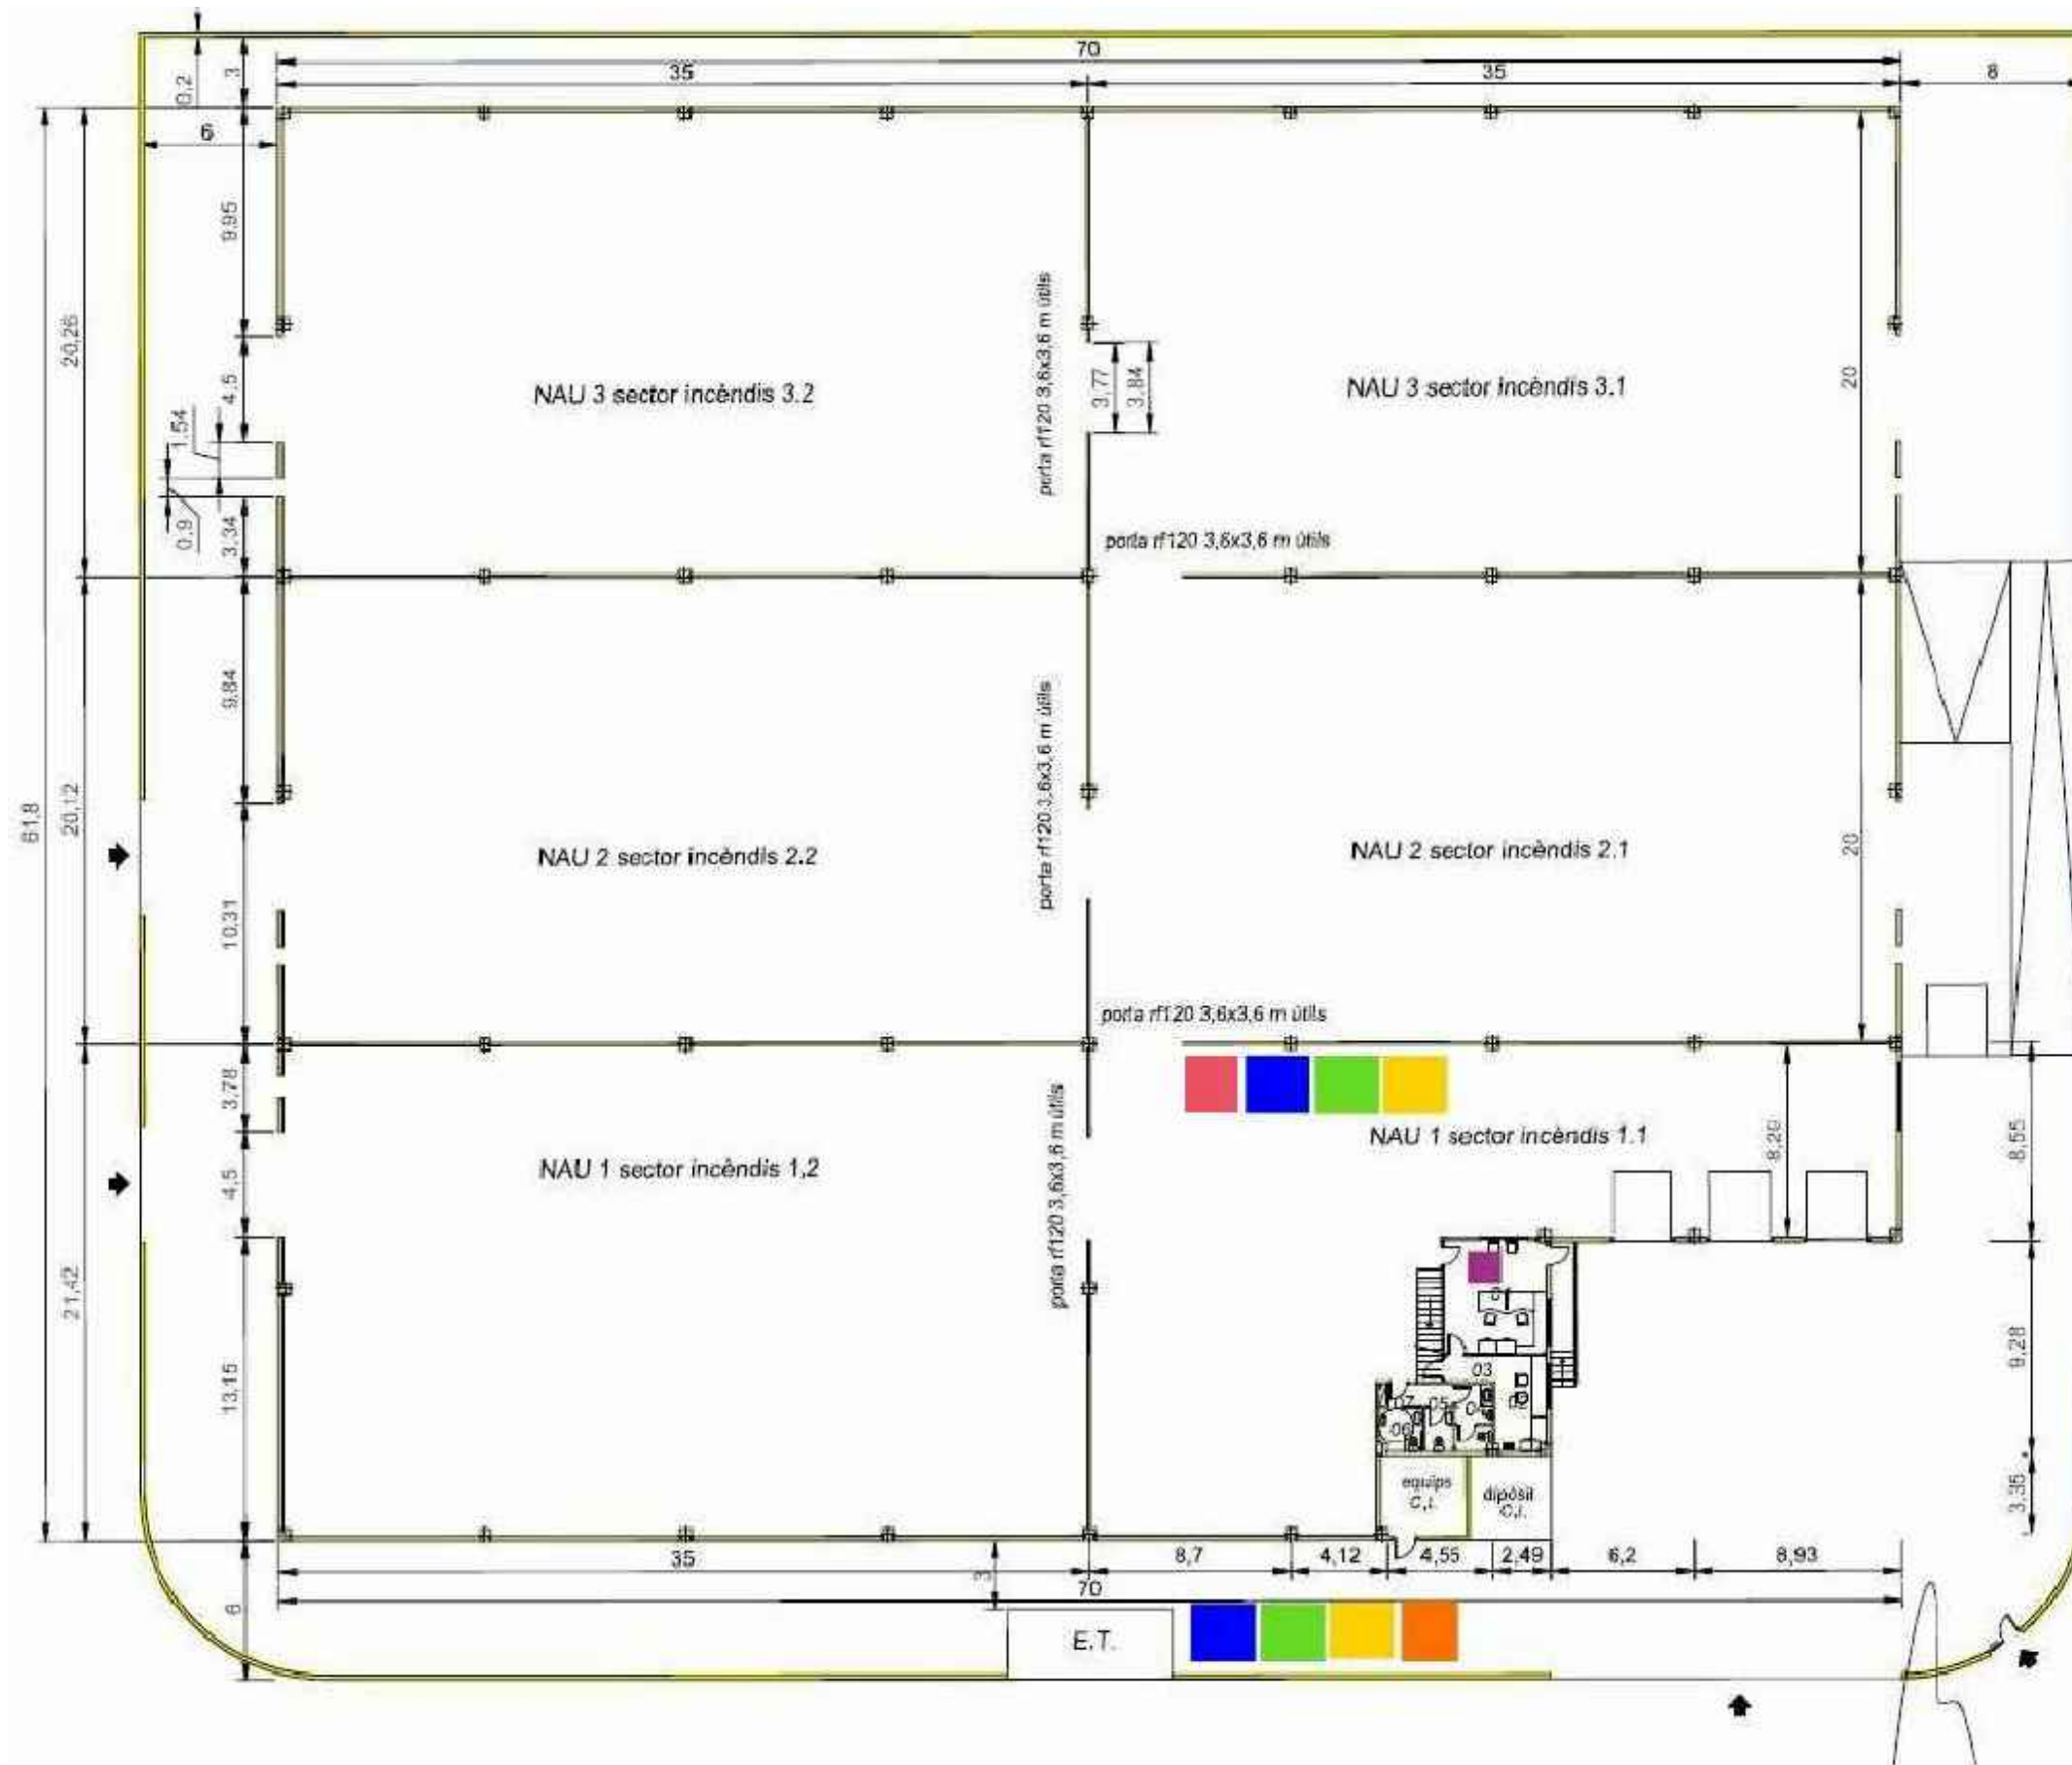 70
35
35
8
0,2
3
6
9.95
20,26
4.5
1.54
0.9
3,34
porta rf120 3,6x3,6 m útils
3,77
3,84
20
NAU 3 sector incèndis 3.2
NAU 3 sector incèndis 3.1
porta rf120 3,6x3,6 m útils
9,84
61,8
20,12
10,31
porta rf120 3,6x3,6 m útils
20
NAU 2 sector incèndis 2.2
NAU 2 sector incèndis 2.1
porta rf120 3,6x3,6 m útils
3,78
4,5
21,42
13,15
porta rf120 3,6x3,6 m útils
NAU 1 sector incèndis 1.1
NAU 1 sector incèndis 1,2
8,55
9,28
3,35
03
07
05
04
02
06
equips
C.I.
dipòsit
C.I.
35
8,7
4,12
4,55
2,49
6,2
8,93
3
70
6
E.T.